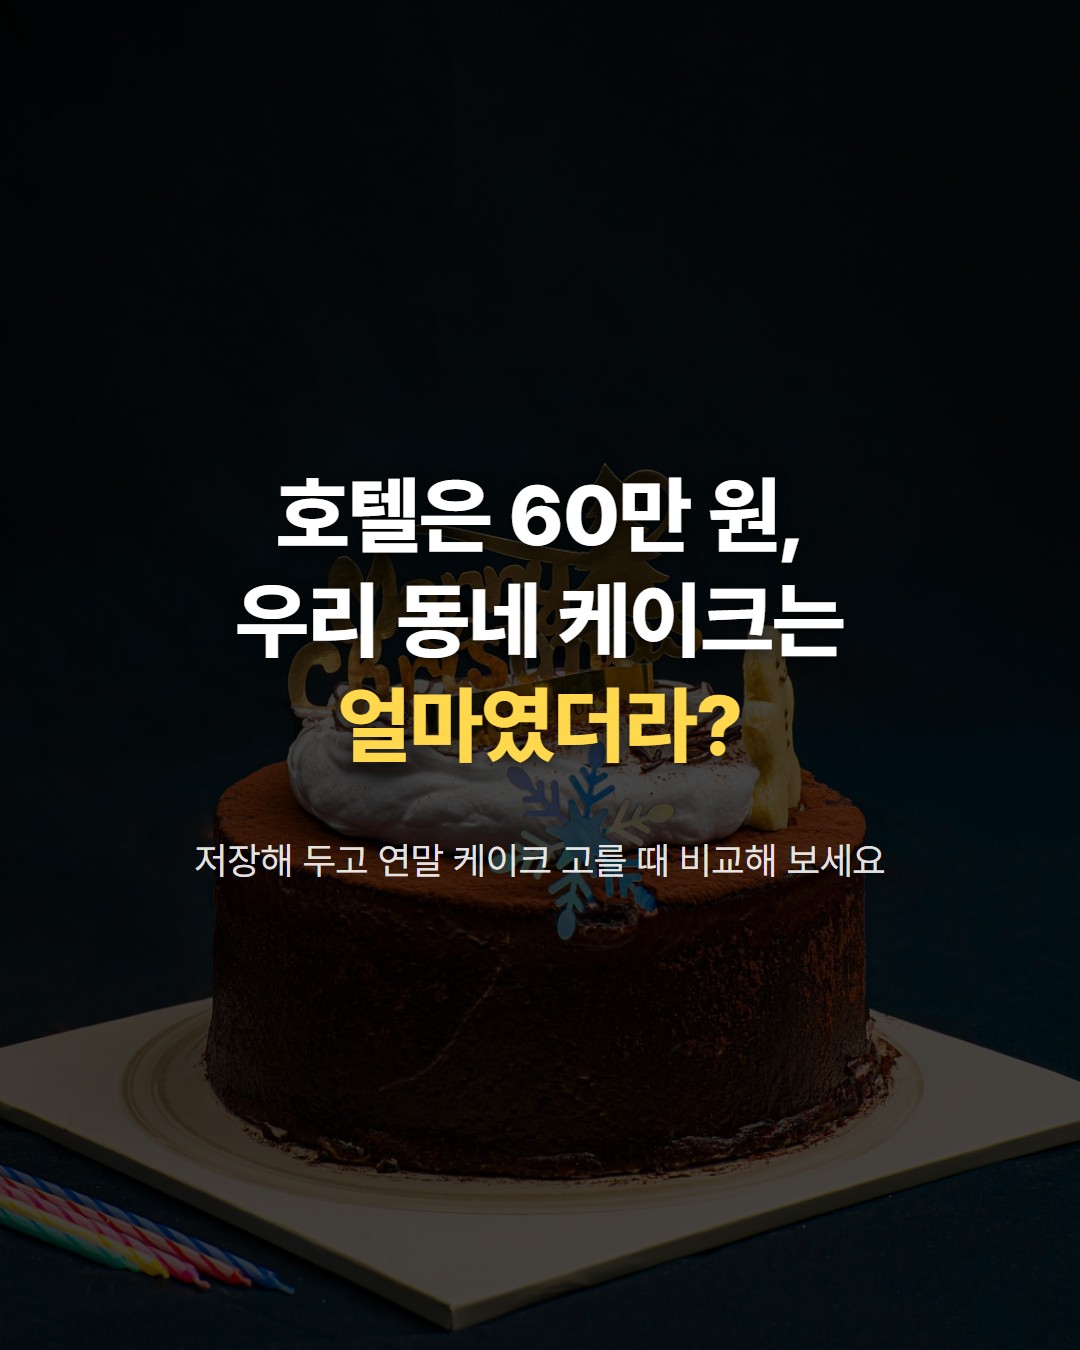 호텔은 60만 원,
우리 동네 케이크는
얼마였더라?
저장해 두고 연말 케이크 고를 때 비교해 보세요
Merry
Christmas